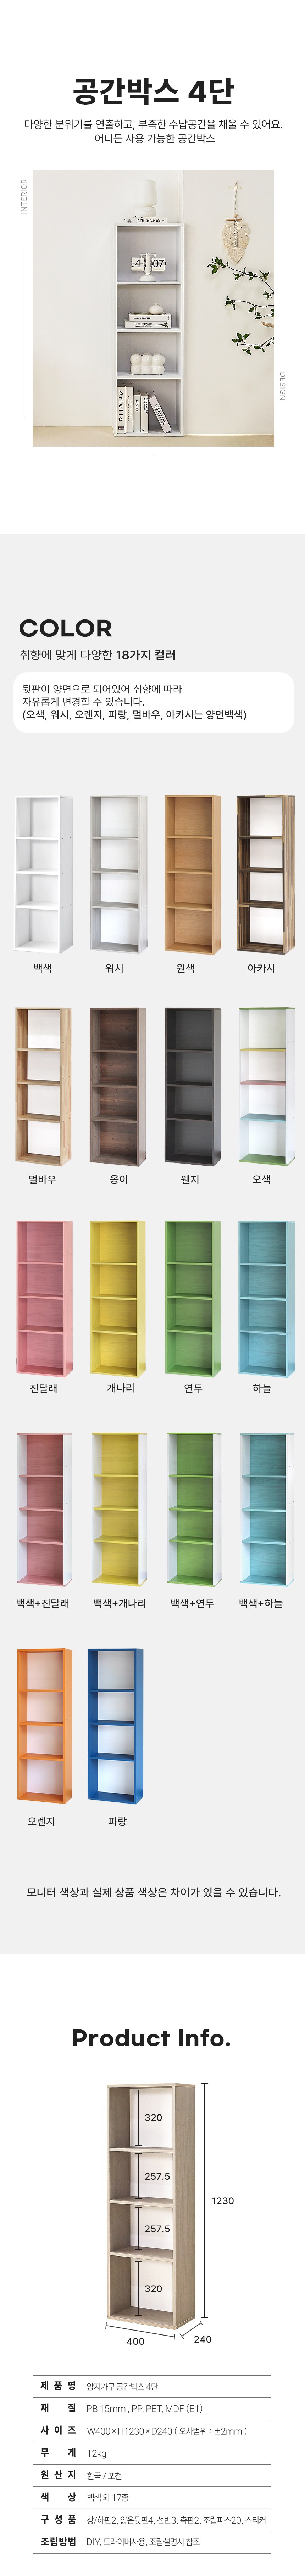 공간박스 4단
다양한 분위기를 연출하고, 부족한 수납공간을 채울 수 있어요.
어디든 사용 가능한 공간박스
INTERIOR
4 07
Arletta
DESIGN
COLOR
취향에 맞게 다양한 18가지 컬러
뒷판이 양면으로 되어있어 취향에 따라
자유롭게 변경할 수 있습니다.
(오색, 워시, 오렌지, 파랑, 멀바우, 아카시는 양면백색)
백색 워시 원색 아카시
멀바우 옹이 웬지 오색
진달래 개나리 연두 하늘
백색+진달래 백색+개나리 백색+연두 백색+하늘
오렌지 파랑
모니터 색상과 실제 상품 색상은 차이가 있을 수 있습니다.
Product Info.
320
257.5
1230
257.5
320
400 240
제 품 명 양지가구 공간박스 4단
재 질 PB 15mm , PP, PET, MDF (E1)
사 이 즈 W400 × H1230 × D240 ( 오차범위 : ±2mm )
무 게 12kg
원 산 지 한국 / 포천
색 상 백색 외 17종
구 성 품 상/하판2, 얇은뒷판4, 선반3, 측판2, 조립피스20, 스티커
조립방법 DIY, 드라이버사용, 조립설명서 참조